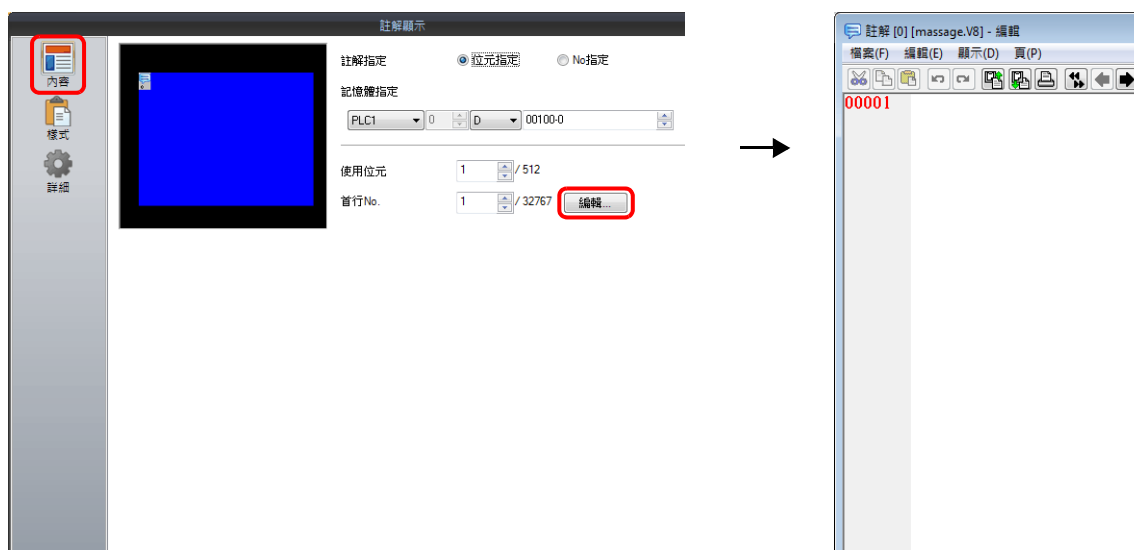 註解顯示
內容
樣式
詳細
註解指定 位元指定 No指定
記憶體指定
PLC1 0 D 00100-0
使用位元 1 / 512
首行No. 1 / 32767 編輯...
註解 [0] [massage.V8] - 編輯
檔案(F) 編輯(E) 顯示(D) 頁(P)
00001